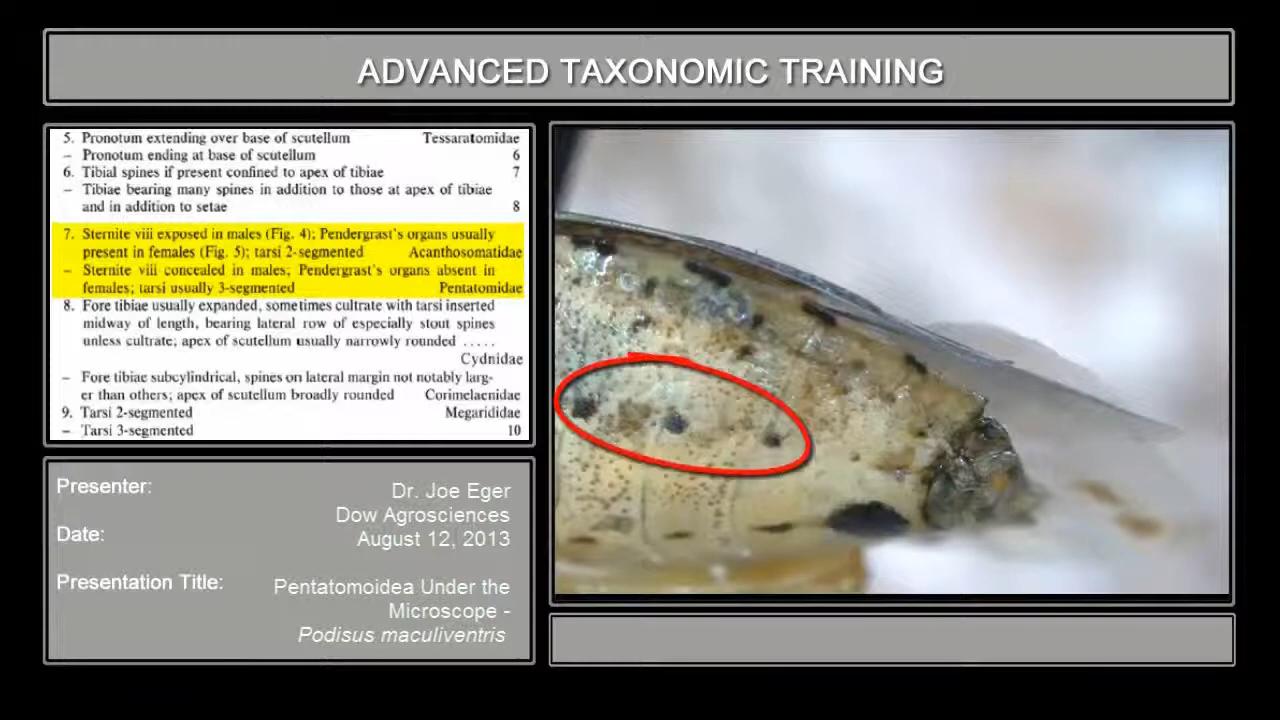 ADVANCED TAXONOMIC TRAINING
5. Pronotum extending over base of scutellum Tessaratomidae
– Pronotum ending at base of scutellum 6
6. Tibial spines if present confined to apex of tibiae 7
– Tibiae bearing many spines in addition to those at apex of tibiae
and in addition to setae 8
7. Sternite viii exposed in males (Fig. 4); Pendergrast's organs usually
present in females (Fig. 5); tarsi 2-segmented Acanthosomatidae
– Sternite viii concealed in males; Pendergrast's organs absent in
females; tarsi usually 3-segmented Pentatomidae
8. Fore tibiae usually expanded, sometimes cultrate with tarsi inserted
midway of length, bearing lateral row of especially stout spines
unless cultrate; apex of scutellum usually narrowly rounded .....
Cydnidae
– Fore tibiae subcylindrical, spines on lateral margin not notably larg-
er than others; apex of scutellum broadly rounded Corimelaenidae
9. Tarsi 2-segmented Megarididae
– Tarsi 3-segmented 10
Presenter: Dr. Joe Eger
Dow Agrosciences
Date: August 12, 2013
Presentation Title: Pentatomoidea Under the
Microscope -
Podisus maculiventris